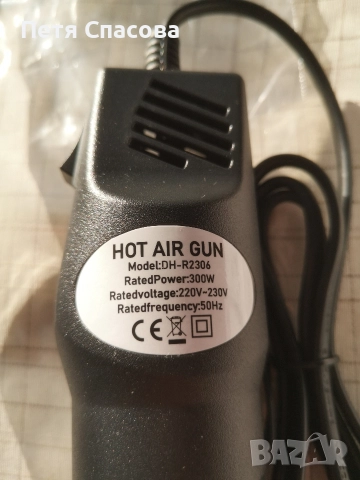 Петя Спасова
HOT AIR GUN
Model:DH-R2306
RatedPower:300W
Ratedvoltage:220V-230V
Ratedfrequency:50Hz
CE
BAZAR